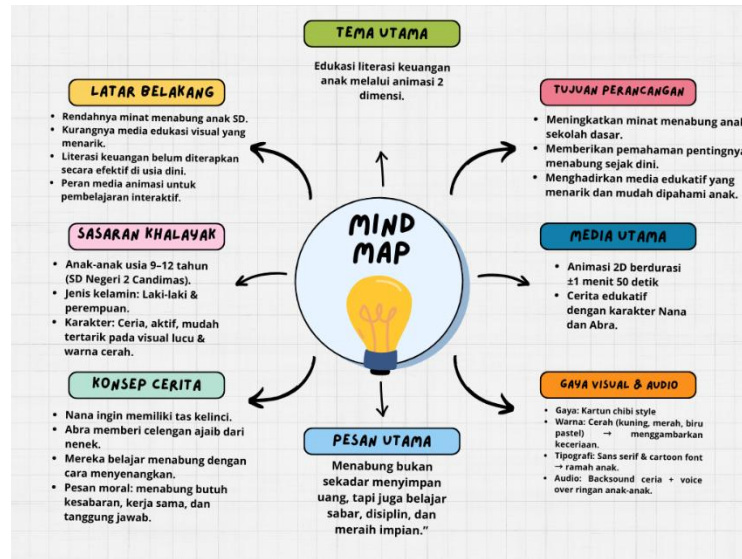 TEMA UTAMA
Edukasi literasi keuangan
anak melalui animasi 2
dimensi.
LATAR BELAKANG
• Rendahnya minat menabung anak SD.
• Kurangnya media edukasi visual yang
menarik.
• Literasi keuangan belum diterapkan
secara efektif di usia dini.
• Peran media animasi untuk
pembelajaran interaktif.
TUJUAN PERANCANGAN
• Meningkatkan minat menabung anak
sekolah dasar.
• Memberikan pemahaman pentingnya
menabung sejak dini.
• Menghadirkan media edukatif yang
menarik dan mudah dipahami anak.
MIND
MAP
SASARAN KHALAYAK
• Anak-anak usia 9–12 tahun
(SD Negeri 2 Candimas).
• Jenis kelamin: Laki-laki &
perempuan.
• Karakter: Ceria, aktif, mudah
tertarik pada visual lucu &
warna cerah.
MEDIA UTAMA
• Animasi 2D berdurasi
±1 menit 50 detik
• Cerita edukatif
dengan karakter Nana
dan Abra.
KONSEP CERITA
• Nana ingin memiliki tas kelinci.
• Abra memberi celengan ajaib dari
nenek.
• Mereka belajar menabung dengan
cara menyenangkan.
• Pesan moral: menabung butuh
kesabaran, kerja sama, dan
tanggung jawab.
PESAN UTAMA
Menabung bukan
sekadar menyimpan
uang, tapi juga belajar
sabar, disiplin, dan
meraih impian.”
GAYA VISUAL & AUDIO
• Gaya: Kartun chibi style
• Warna: Cerah (kuning, merah, biru
pastel) → menggambarkan
keceriaan.
• Tipografi: Sans serif & cartoon font
→ ramah anak.
• Audio: Backsound ceria + voice
over ringan anak-anak.